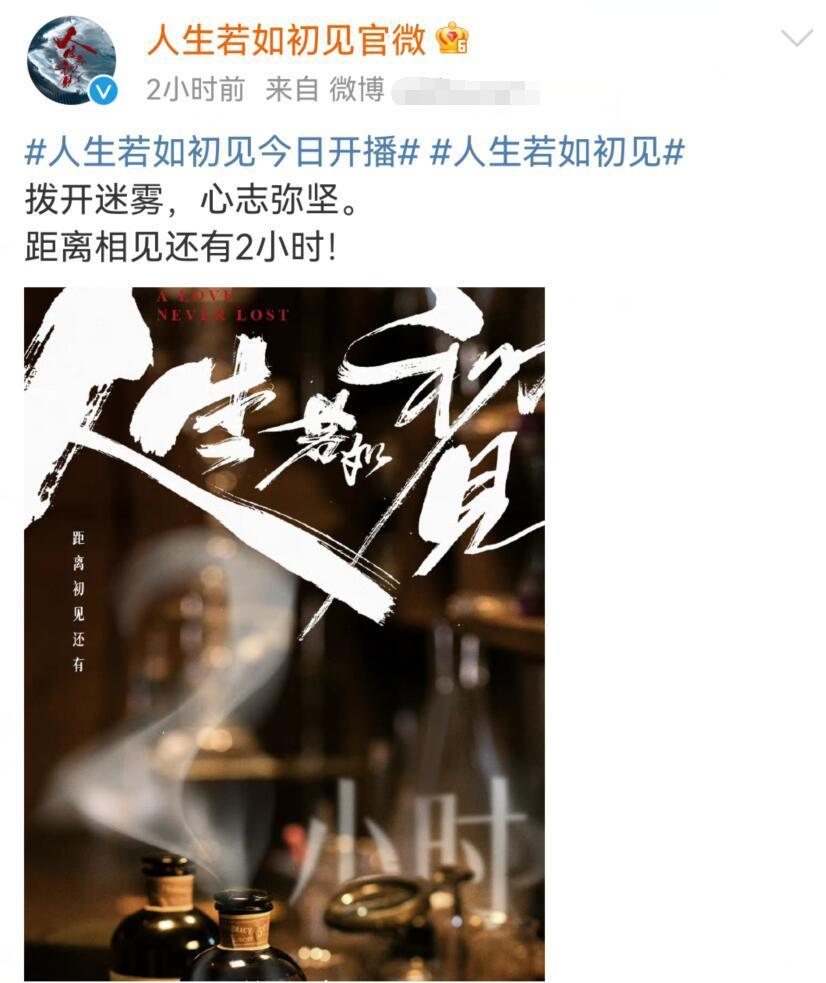 人生若如初见官微
2小时前 来自 微博
#人生若如初见今日开播# #人生若如初见#
拨开迷雾，心志弥坚。
距离相见还有2小时!
A LOVE
NEVER LOST
人生若如初见
距离初见还有
小时